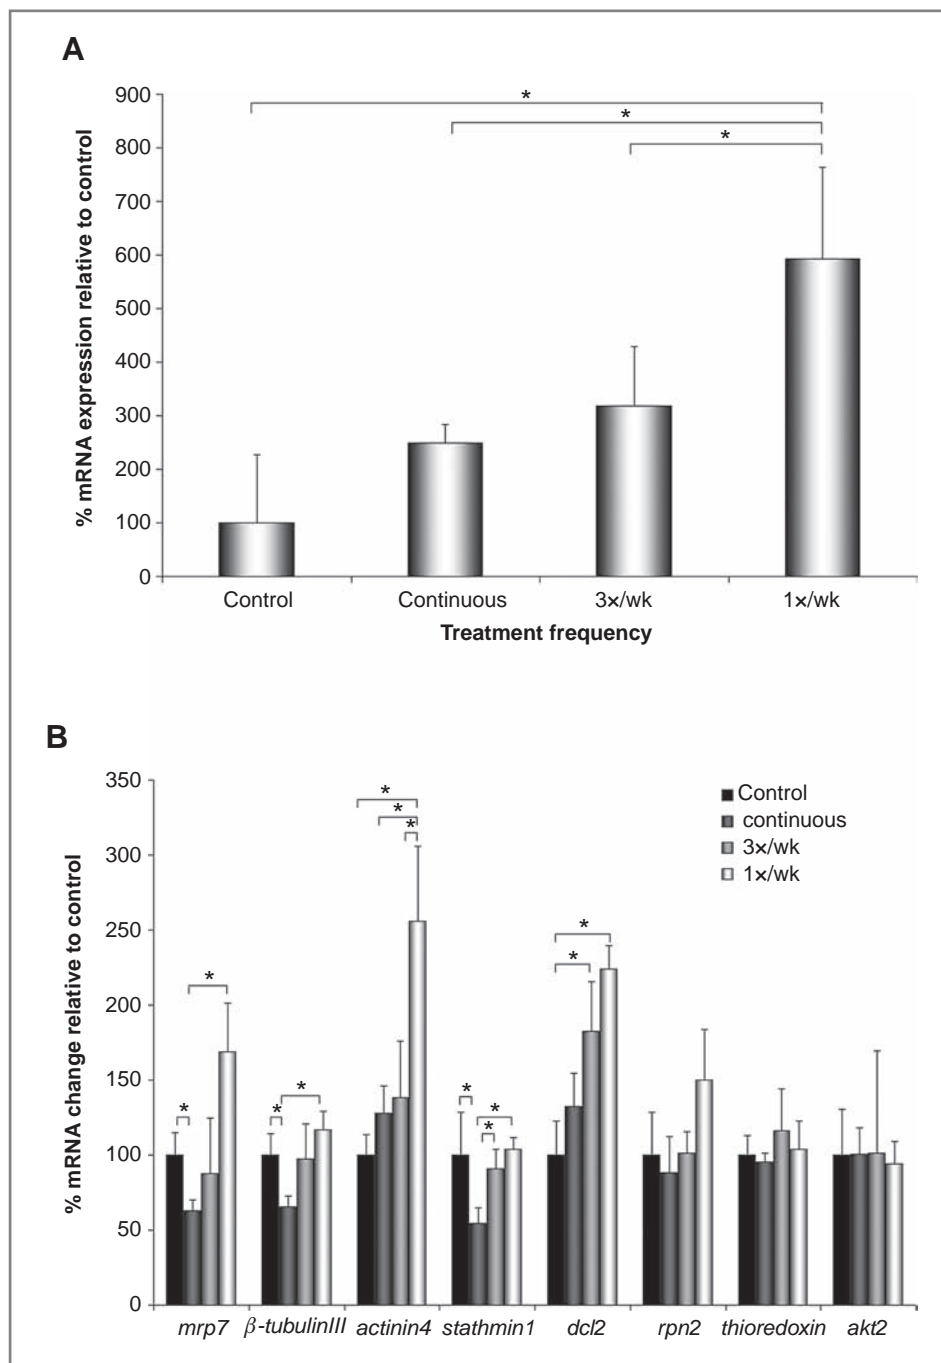 A
% mRNA expression relative to control
900
800
700
600
500
400
300
200
100
0
*
*
*
Control Continuous 3×/wk 1×/wk
Treatment frequency
B
% mRNA change relative to control
350
300
250
200
150
100
50
0
Control
continuous
3×/wk
1×/wk
* *
* *
* * *
* * *
* *
mrp7 β-tubulinIII actinin4 stathmin1 dcl2 rpn2 thioredoxin akt2